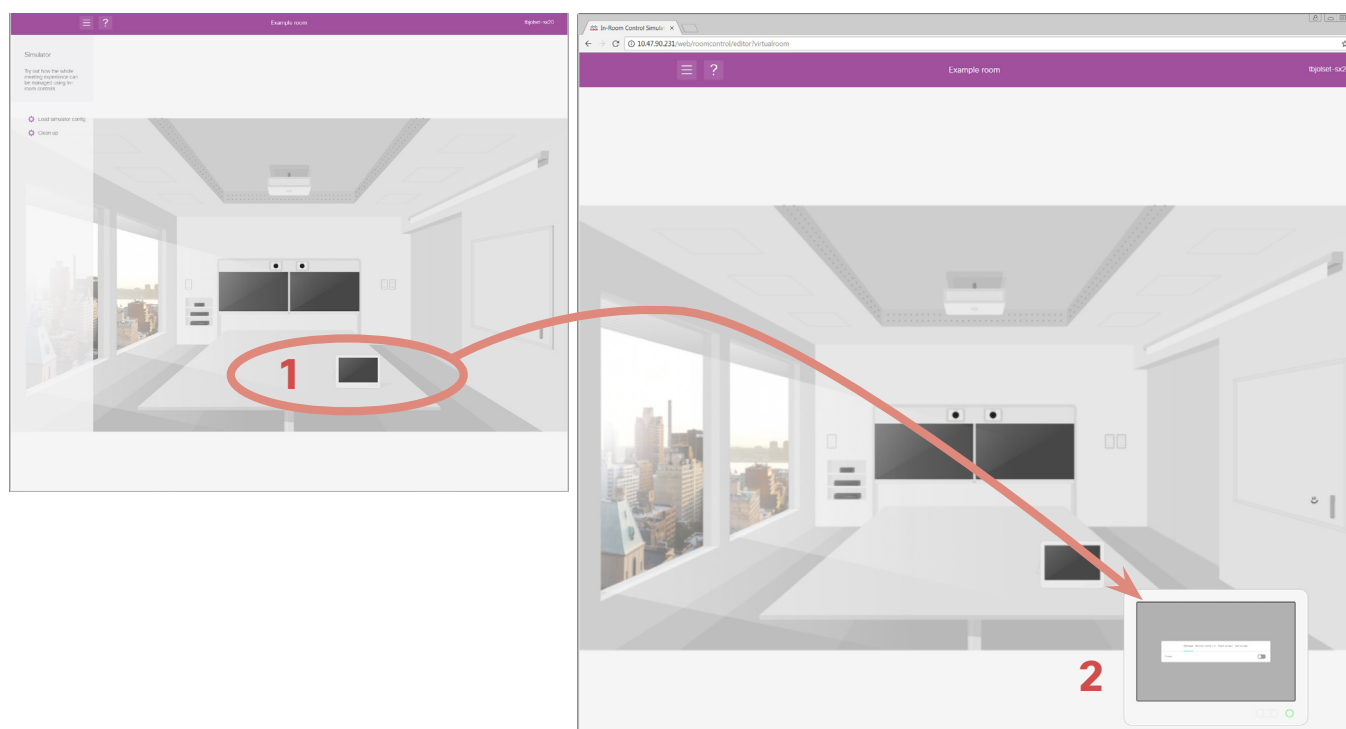 ?
Example room
tbjolset-sx20
Simulator
Try out how the whole
meeting experience can
be managed using in-
room controls
Load simulator config
Clean up
1
In-Room Control Simulat
10.47.90.231/web/roomcontrol/editor?virtualroom
?
Example room
tbjolset-sx2
2